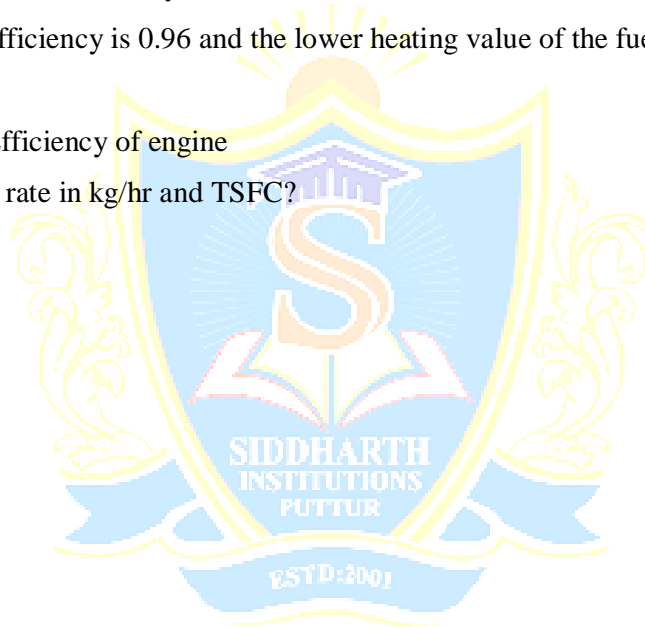 fficiency is 0.96 and the lower heating value of the fue
fficiency of engine
rate in kg/hr and TSFC?
S
SIDDHARTH
INSTITUTIONS
PUTTUR
ESTD:2001